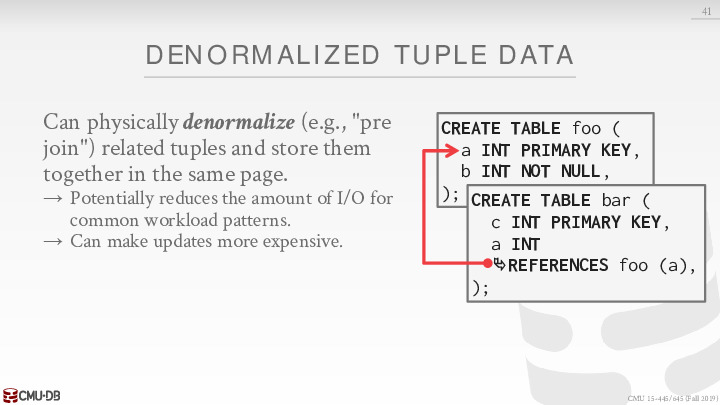 41
DENORMALIZED TUPLE DATA
Can physically denormalize (e.g., "pre
join") related tuples and store them
together in the same page.
→ Potentially reduces the amount of I/O for
common workload patterns.
→ Can make updates more expensive.
CREATE TABLE foo (
a INT PRIMARY KEY,
b INT NOT NULL,
);
CREATE TABLE bar (
c INT PRIMARY KEY,
a INT
⤷REFERENCES foo (a),
);
CMU·DB
CMU 15-445/645 (Fall 2019)